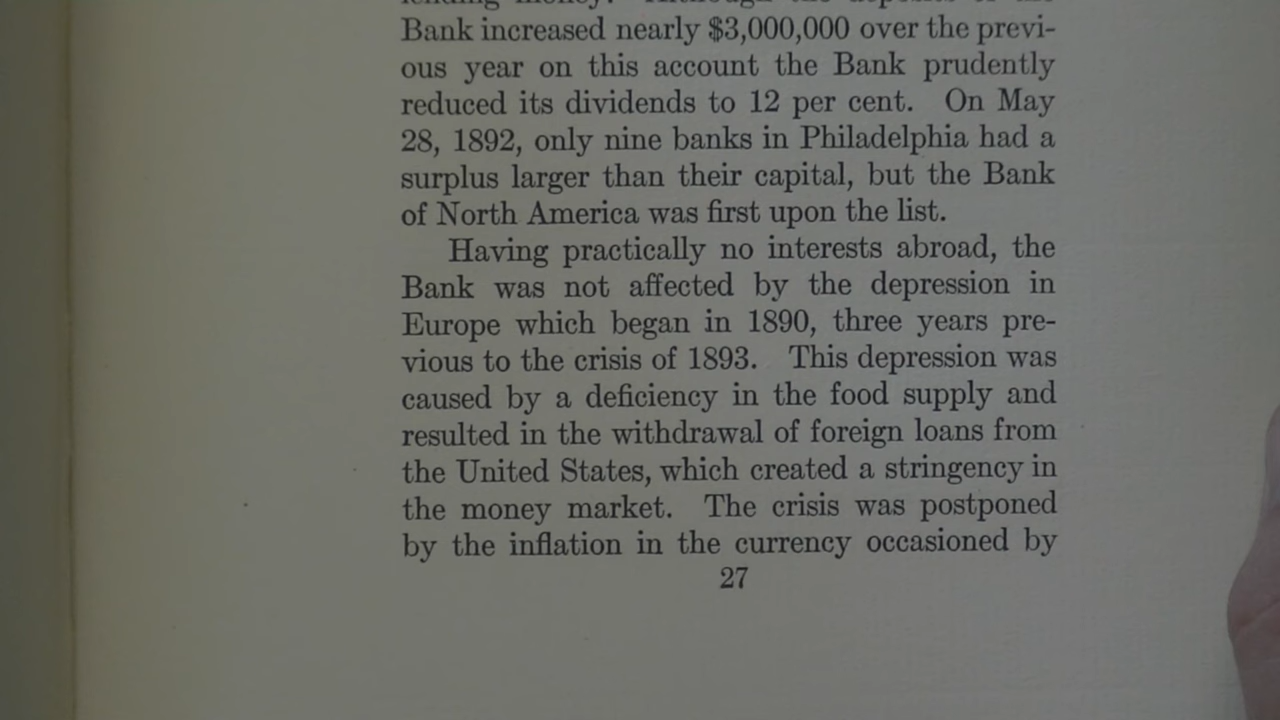 Bank increased nearly $3,000,000 over the previ-
ous year on this account the Bank prudently
reduced its dividends to 12 per cent. On May
28, 1892, only nine banks in Philadelphia had a
surplus larger than their capital, but the Bank
of North America was first upon the list.
Having practically no interests abroad, the
Bank was not affected by the depression in
Europe which began in 1890, three years pre-
vious to the crisis of 1893. This depression was
caused by a deficiency in the food supply and
resulted in the withdrawal of foreign loans from
the United States, which created a stringency in
the money market. The crisis was postponed
by the inflation in the currency occasioned by
27